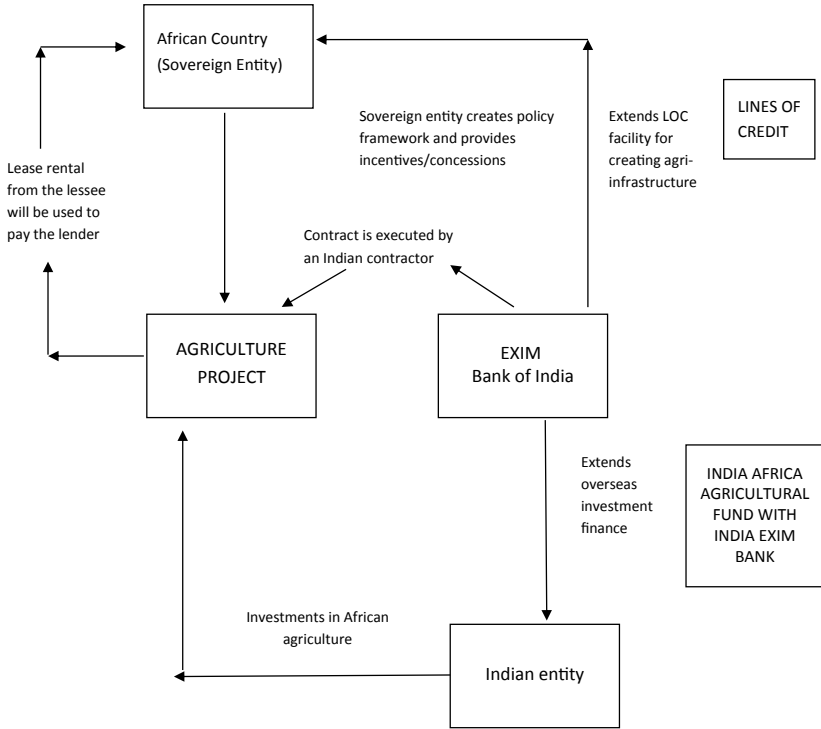 African Country
(Sovereign Entity)
Sovereign entity creates policy
framework and provides
incentives/concessions
Extends LOC
facility for
creating agri-
infrastructure
LINES OF
CREDIT
Lease rental
from the lessee
will be used to
pay the lender
Contract is executed by
an Indian contractor
AGRICULTURE
PROJECT
EXIM
Bank of India
Extends
overseas
investment
finance
INDIA AFRICA
AGRICULTURAL
FUND WITH
INDIA EXIM
BANK
Investments in African
agriculture
Indian entity